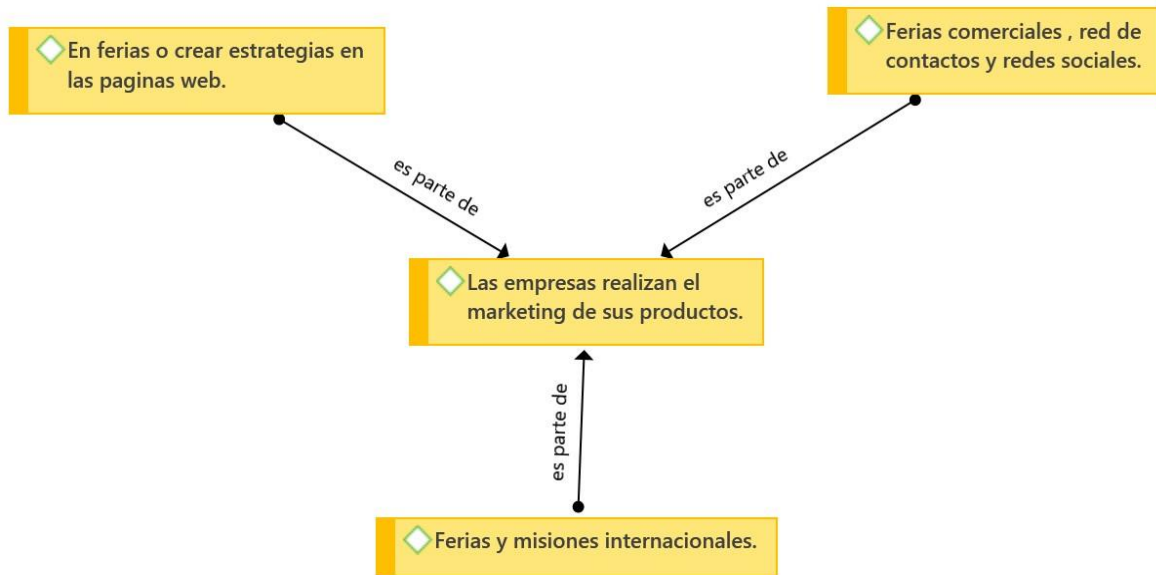 En ferias o crear estrategias en
las paginas web.
Ferias comerciales , red de
contactos y redes sociales.
es parte de
es parte de
Las empresas realizan el
marketing de sus productos.
es parte de
Ferias y misiones internacionales.